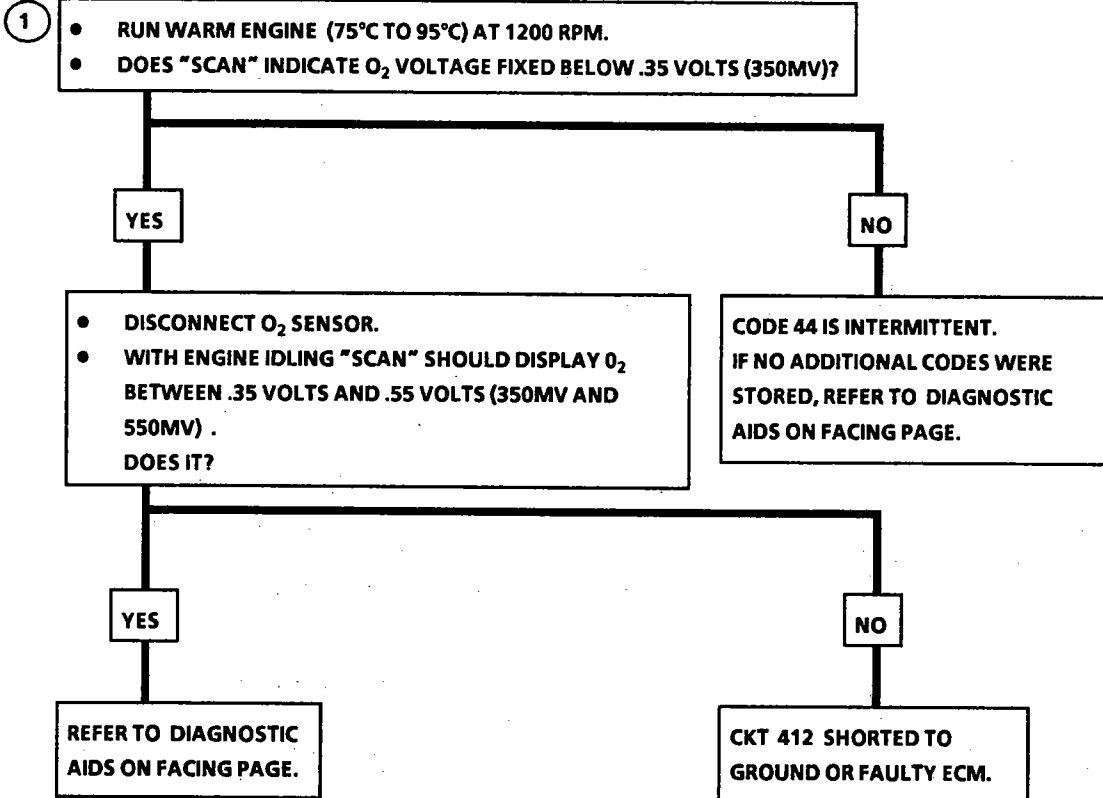 1
• RUN WARM ENGINE (75°C TO 95°C) AT 1200 RPM.
• DOES "SCAN" INDICATE O₂ VOLTAGE FIXED BELOW .35 VOLTS (350MV)?
YES
NO
• DISCONNECT O₂ SENSOR.
• WITH ENGINE IDLING "SCAN" SHOULD DISPLAY 0₂
BETWEEN .35 VOLTS AND .55 VOLTS (350MV AND
550MV) .
DOES IT?
CODE 44 IS INTERMITTENT.
IF NO ADDITIONAL CODES WERE
STORED, REFER TO DIAGNOSTIC
AIDS ON FACING PAGE.
YES
NO
REFER TO DIAGNOSTIC
AIDS ON FACING PAGE.
CKT 412 SHORTED TO
GROUND OR FAULTY ECM.